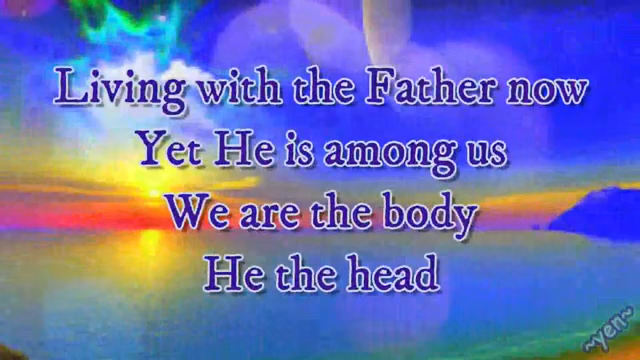 Living with the Father now
Yet He is among us
We are the body
He the head
~yen~